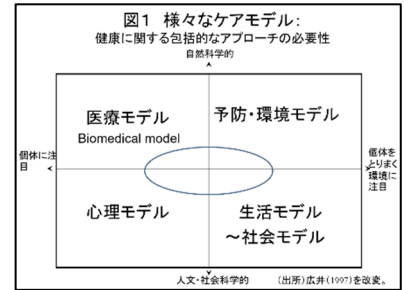 図1 様々なケアモデル:
健康に関する包括的なアプローチの必要性
自然科学的
医療モデル
Biomedical model
予防・環境モデル
個体に注
目
個体を
とりまく
環境に
注目
心理モデル
生活モデル
～社会モデル
人文・社会科学的
(出所)広井(1997)を改変。